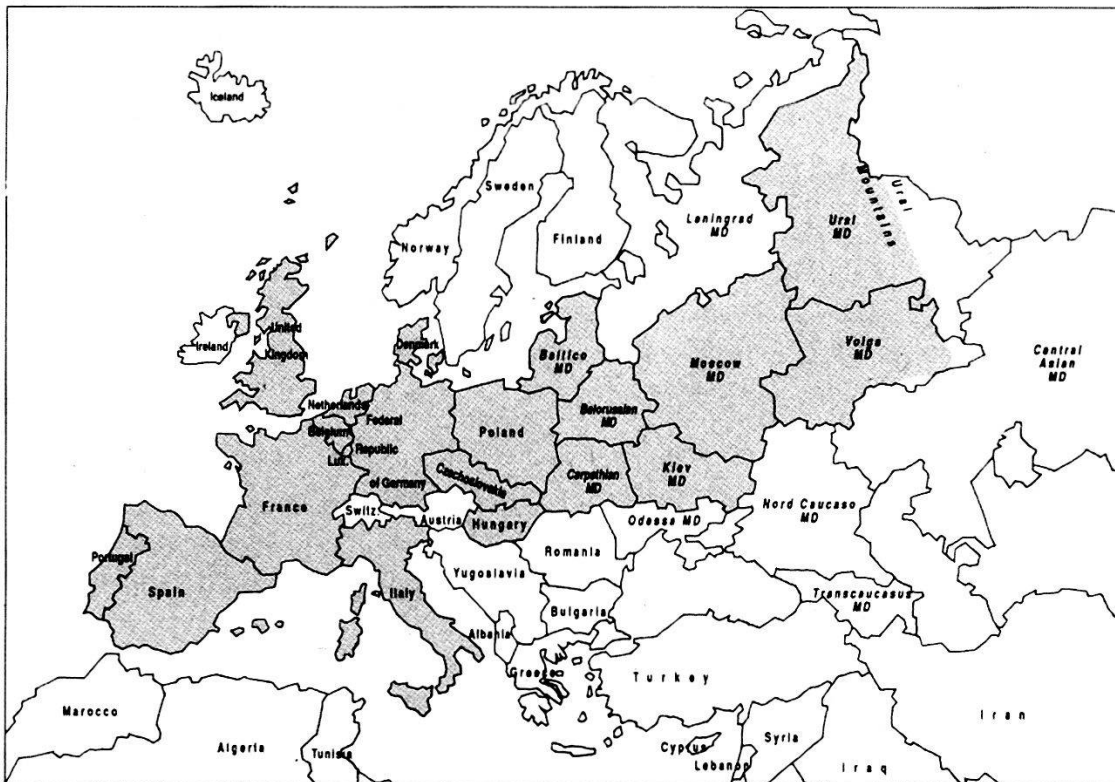 Iceland
Sweden
Norway
Finland
Leningrad
MD
Ural
MD
Ural
Mountains
Ireland
United
Kingdom
Denmark
Baltico
MD
Moscow
MD
Volga
MD
Central
Asian
MD
Netherlands
Belgium
Lux.
Federal
Republic
of Germany
Poland
Belorussian
MD
Czechoslovakia
Carpathian
MD
Kiev
MD
France
Switz.
Austria
Hungary
Odessa MD
Nord Caucaso
MD
Romania
Portugal
Spain
Italy
Yugoslavia
Bulgaria
Transcaucasus
MD
Albania
Greece
Turkey
Marocco
Algeria
Tunisia
Cyprus
Lebanon
Syria
Iraq
Iran